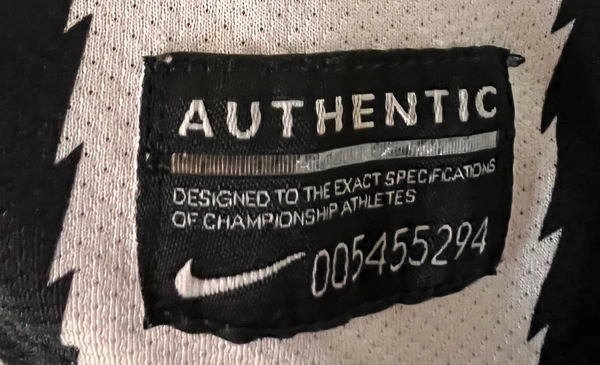 AUTHENTIC
DESIGNED TO THE EXACT SPECIFICATIONS
OF CHAMPIONSHIP ATHLETES
005455294